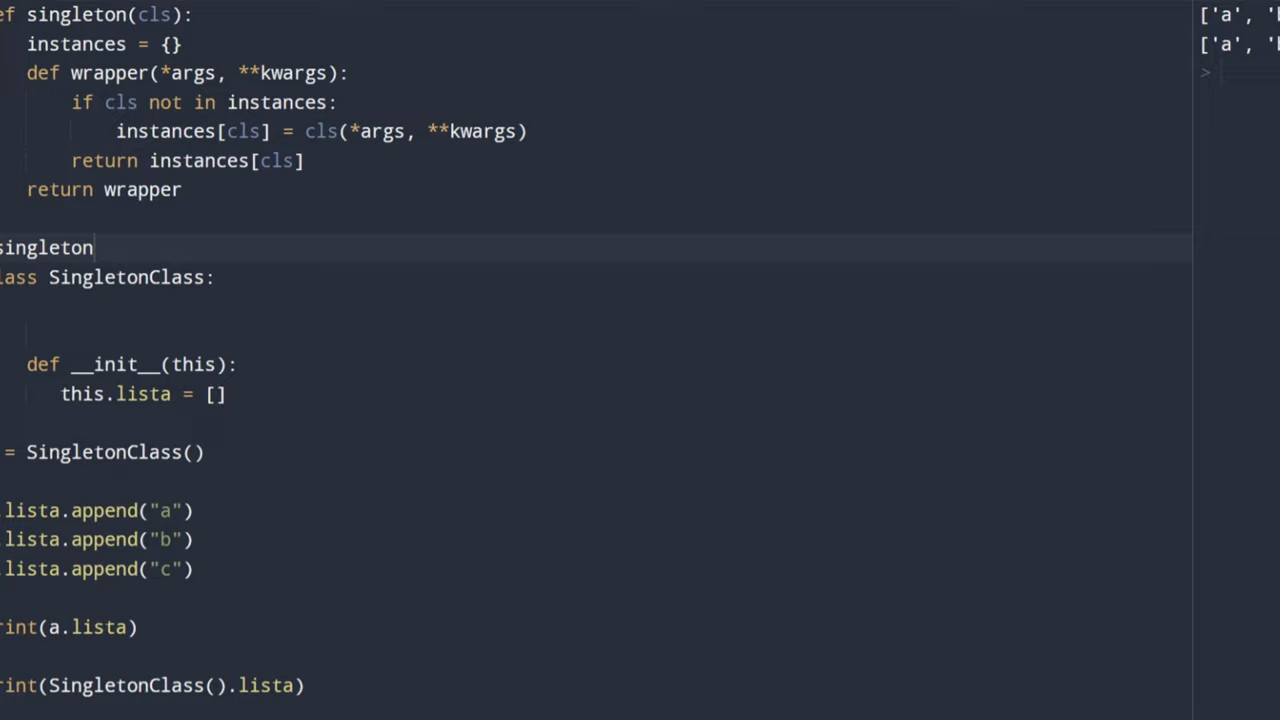 ef singleton(cls):
instances = {}
def wrapper(*args, **kwargs):
if cls not in instances:
instances[cls] = cls(*args, **kwargs)
return instances[cls]
return wrapper
singleton
lass SingletonClass:
def __init__(this):
this.lista = []
= SingletonClass()
.lista.append("a")
.lista.append("b")
.lista.append("c")
rint(a.lista)
rint(SingletonClass().lista)
['a', '
['a', '
>